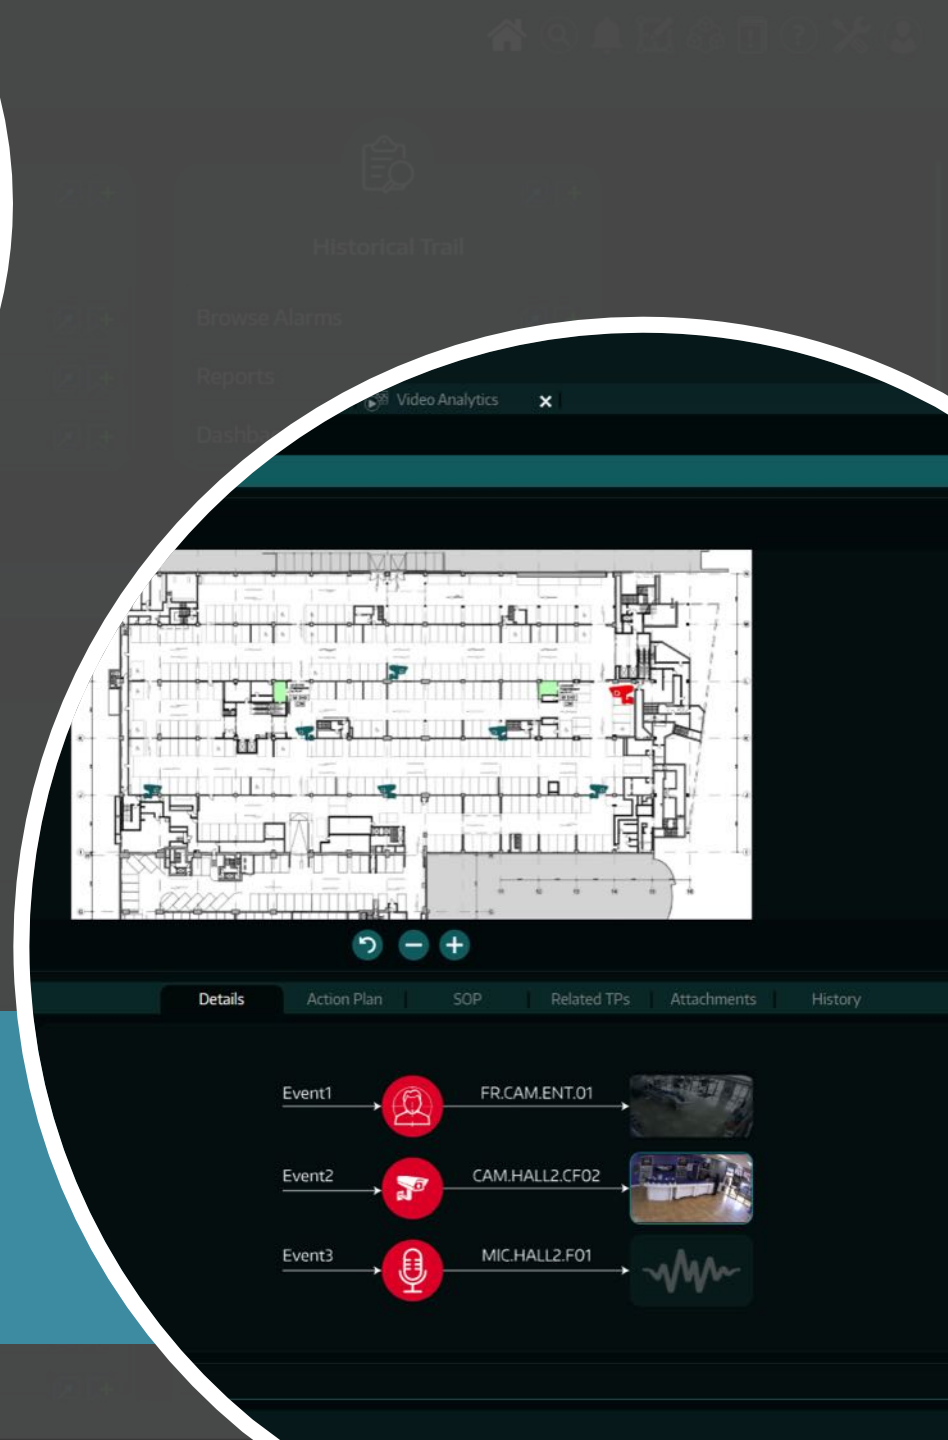 Historical Trail
Browse Alarms
Reports
Video Analytics
Details
Action Plan
SOP
Related TPs
Attachments
History
Event1
FR.CAM.ENT.01
Event2
CAM.HALL2.CF02
Event3
MIC.HALL2.F01